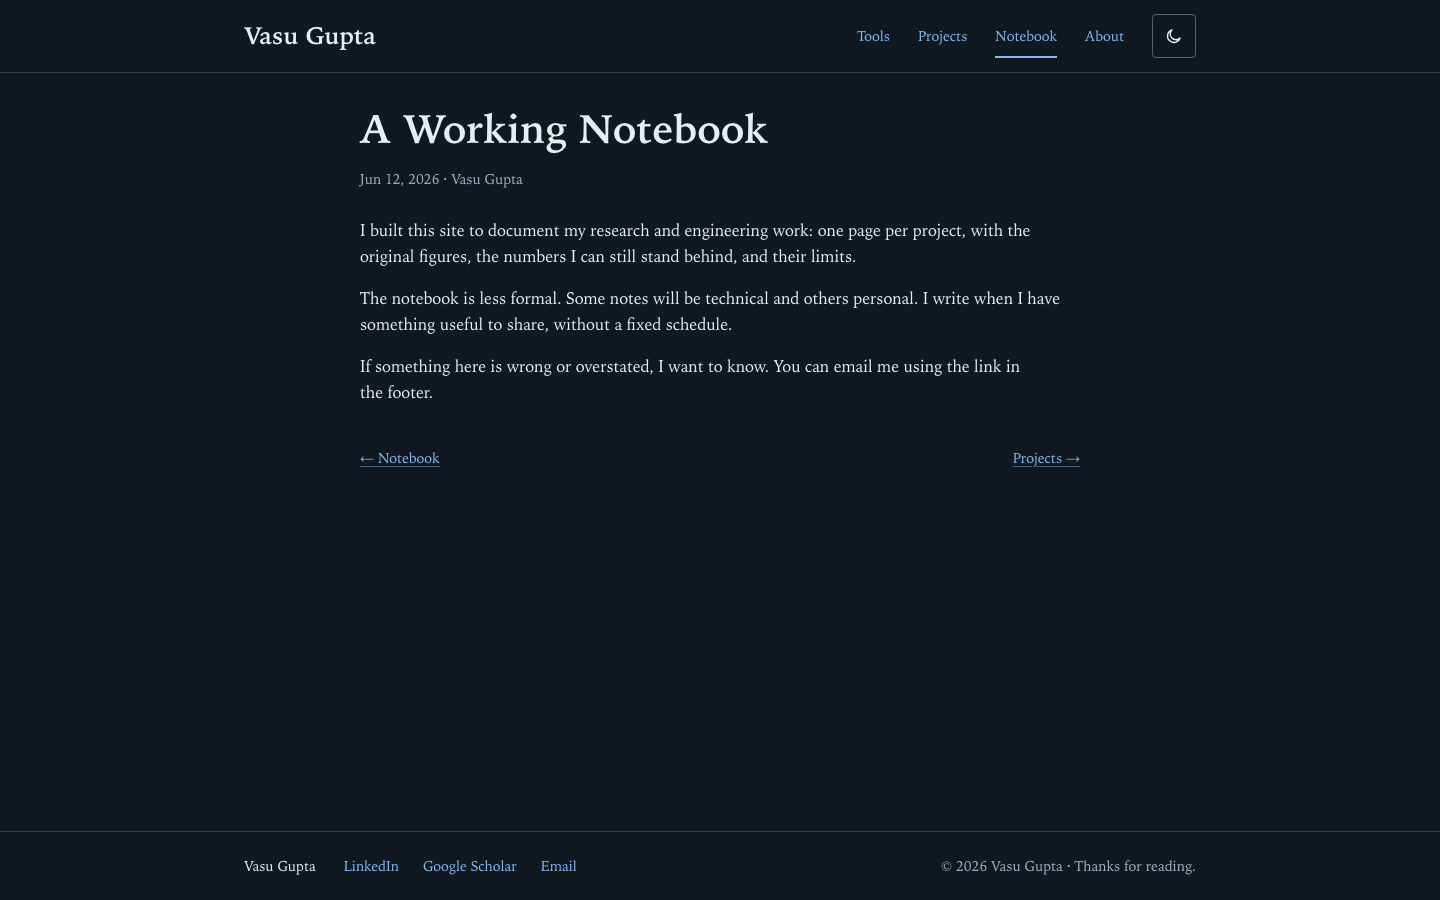 Vasu Gupta
Tools
Projects
Notebook
About
A Working Notebook
Jun 12, 2026 • Vasu Gupta
I built this site to document my research and engineering work: one page per project, with the
original figures, the numbers I can still stand behind, and their limits.
The notebook is less formal. Some notes will be technical and others personal. I write when I have
something useful to share, without a fixed schedule.
If something here is wrong or overstated, I want to know. You can email me using the link in
the footer.
← Notebook
Projects →
Vasu Gupta
LinkedIn
Google Scholar
Email
© 2026 Vasu Gupta • Thanks for reading.